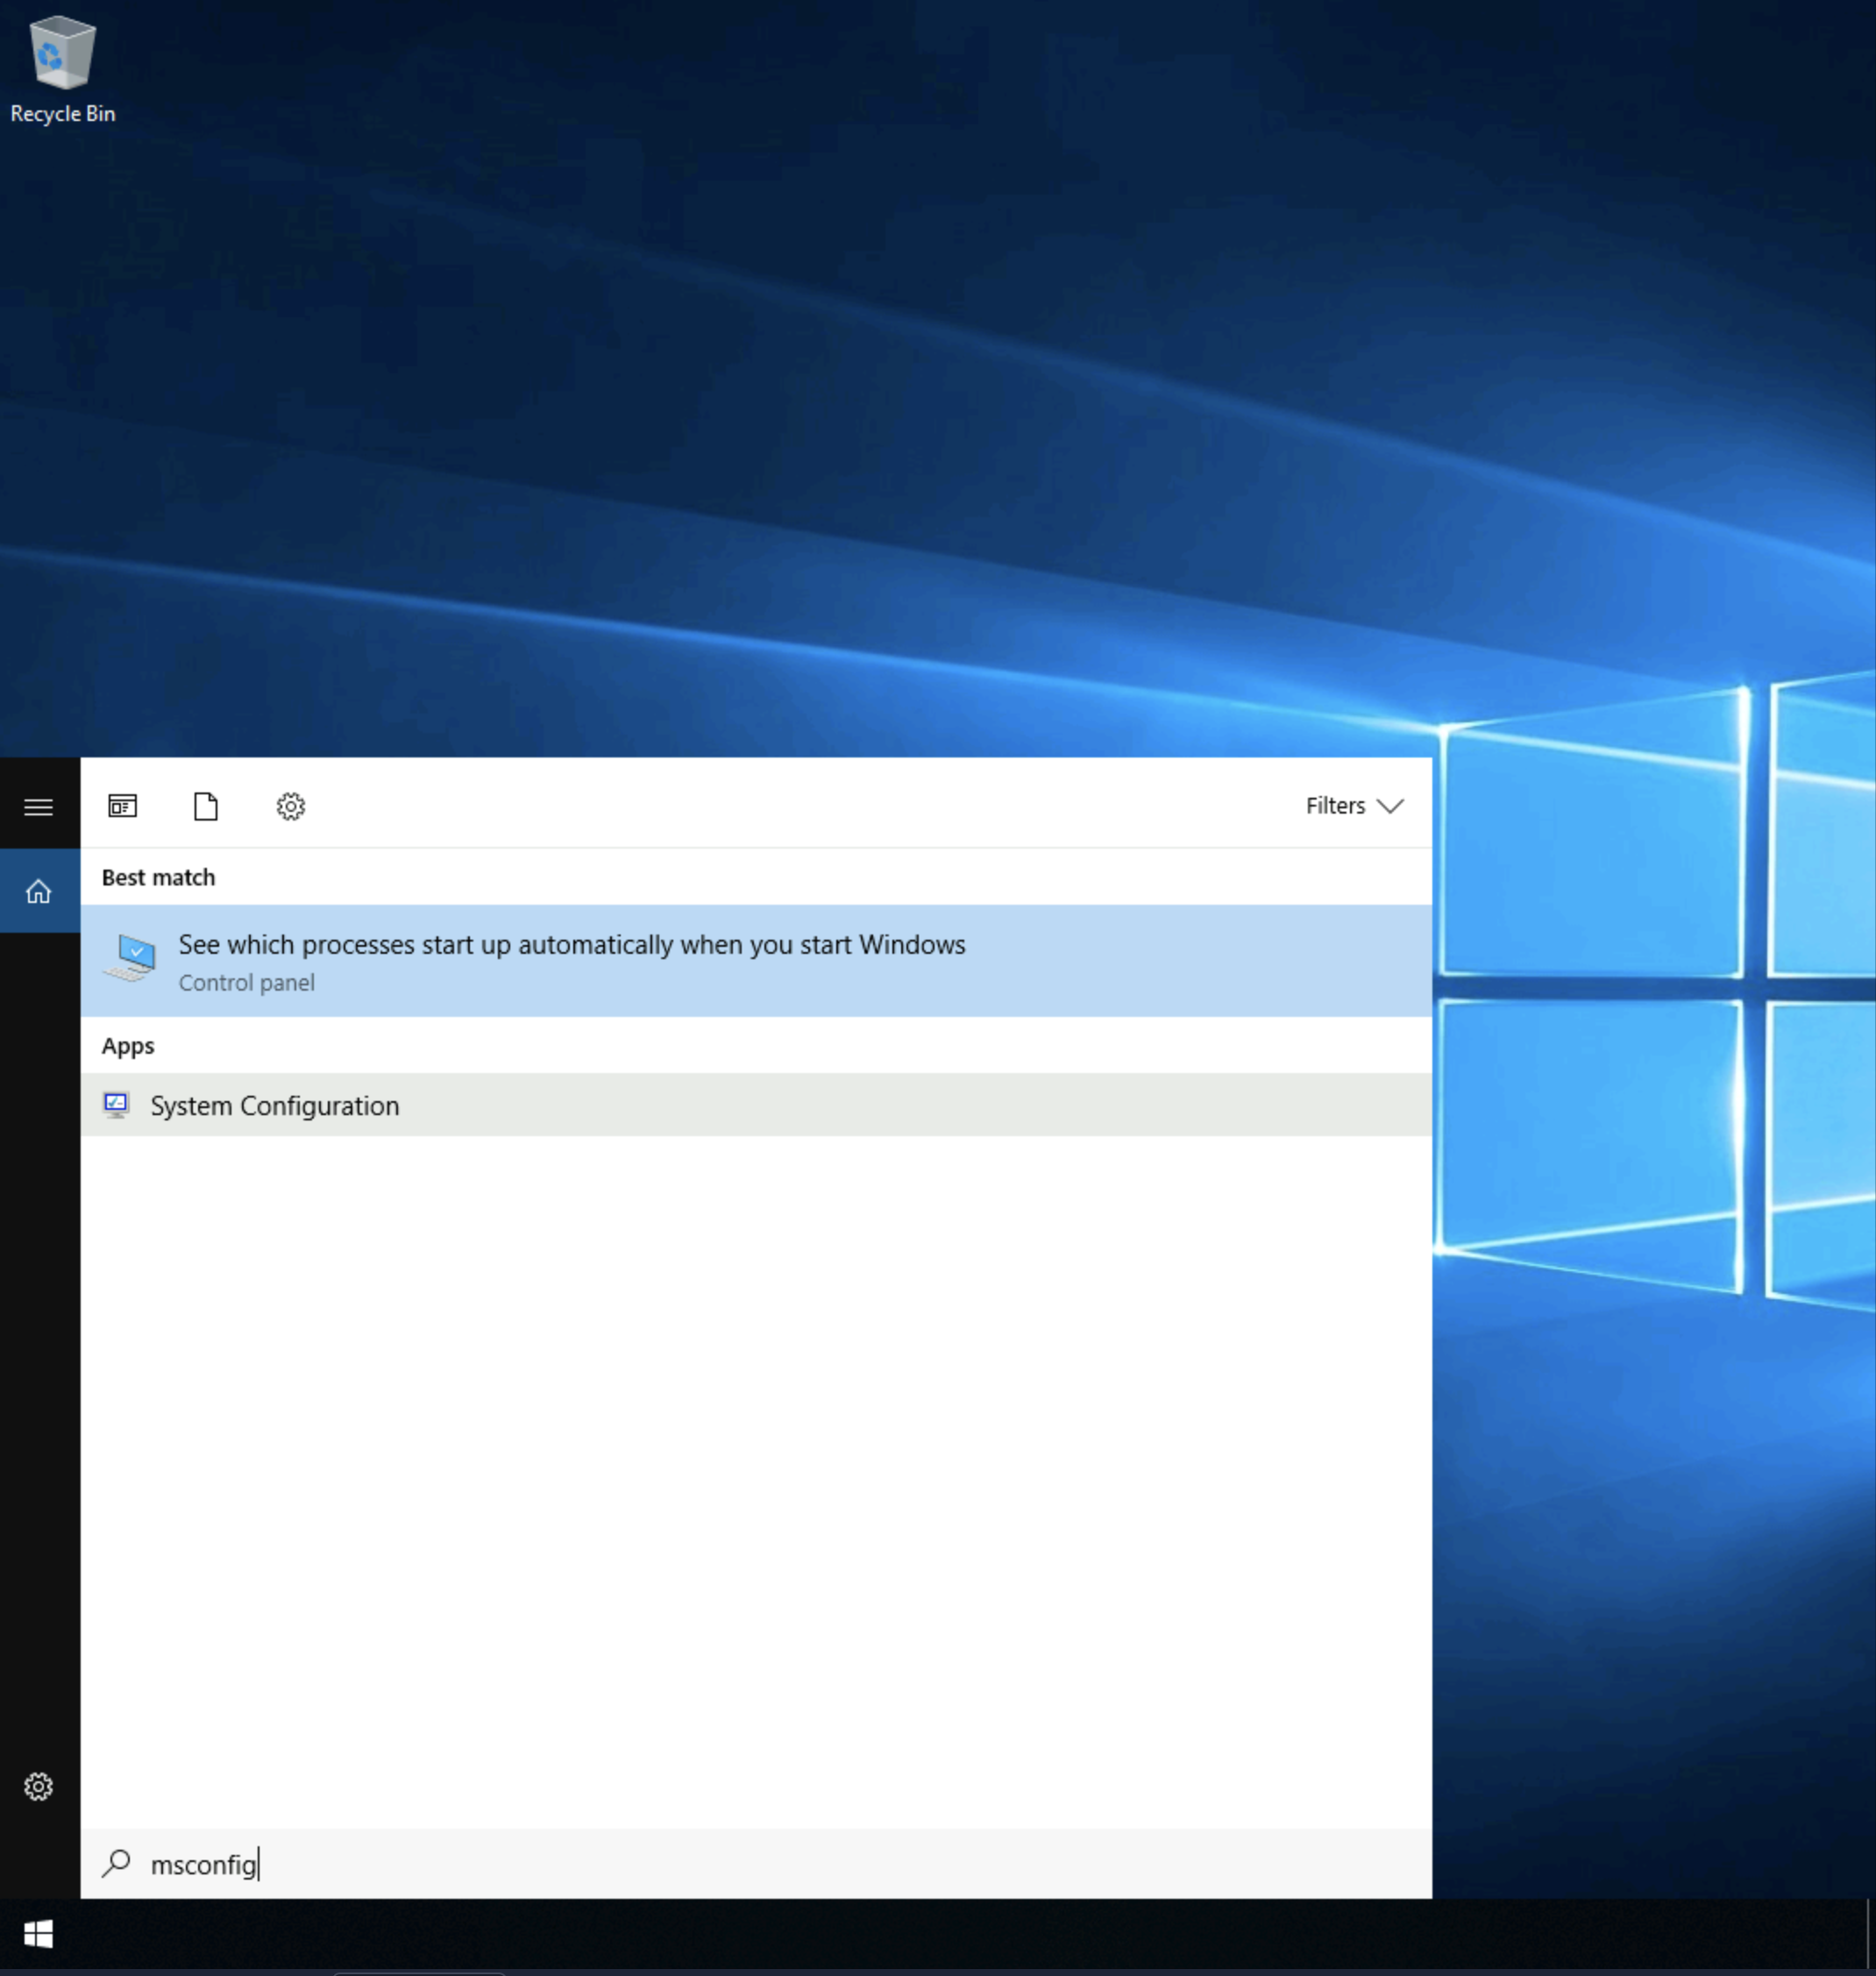 Recycle Bin
Filters
Best match
See which processes start up automatically when you start Windows
Control panel
Apps
System Configuration
msconfig